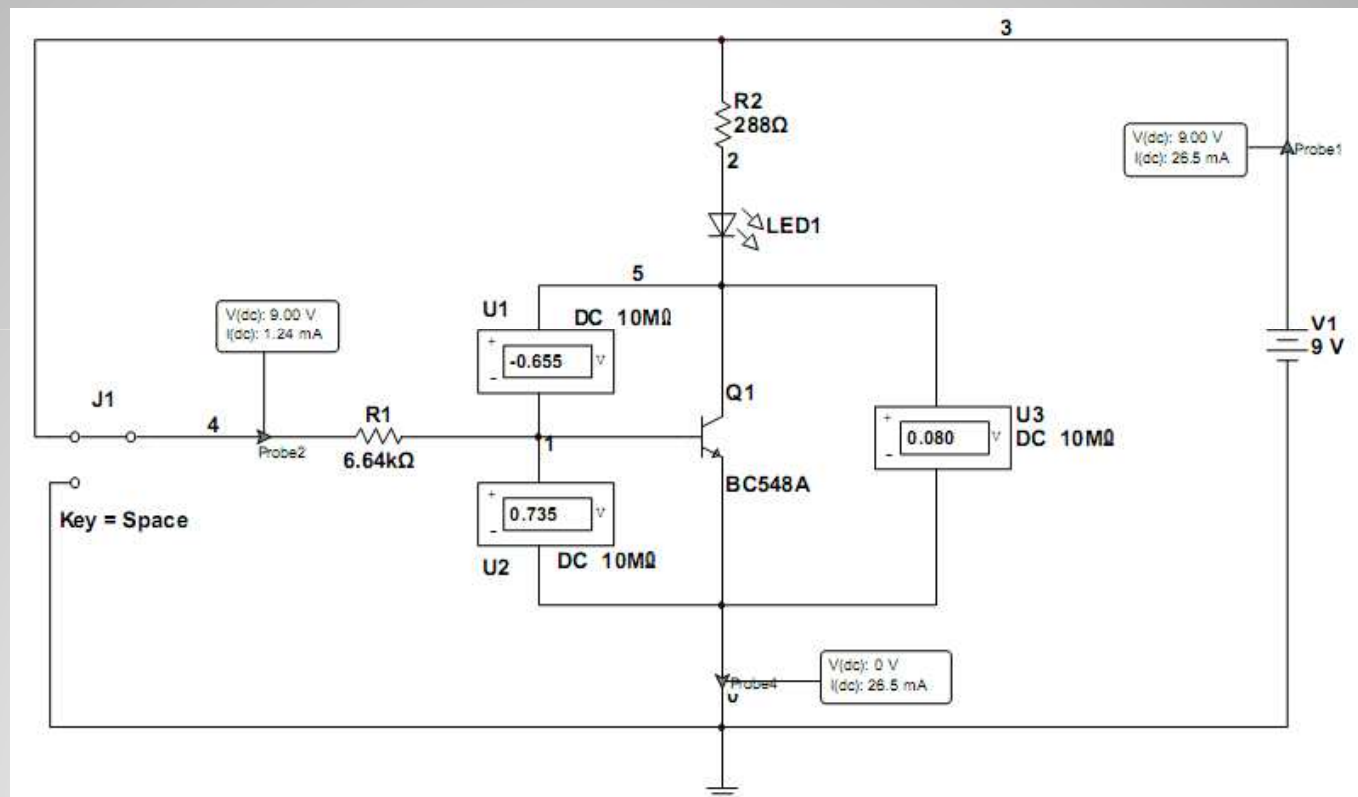 3
R2
288Ω
2
V(dc): 9.00 V
I(dc): 26.5 mA
Probe1
LED1
5
V(dc): 9.00 V
I(dc): 1.24 mA
U1
DC 10MΩ
+
-0.655
V
-
V1
9 V
J1
4
R1
Q1
Probe2
6.64kΩ
1
+
0.080
V
-
U3
DC 10MΩ
BC548A
Key = Space
+
0.735
V
-
U2
DC 10MΩ
V(dc): 0 V
I(dc): 26.5 mA
Probe4